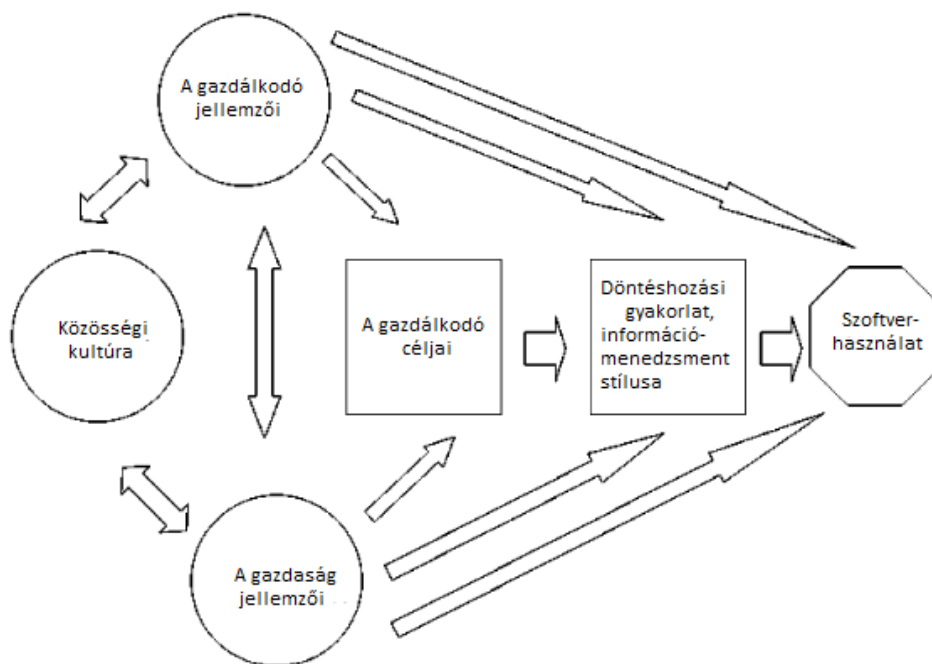 A gazdálkodó
jellemzői
Közösségi
kultúra
A gazdálkodó
céljai
Döntéshozási
gyakorlat,
információ-
menedzsment
stílusa
Szoftver-
használat
A gazdaság
jellemzői